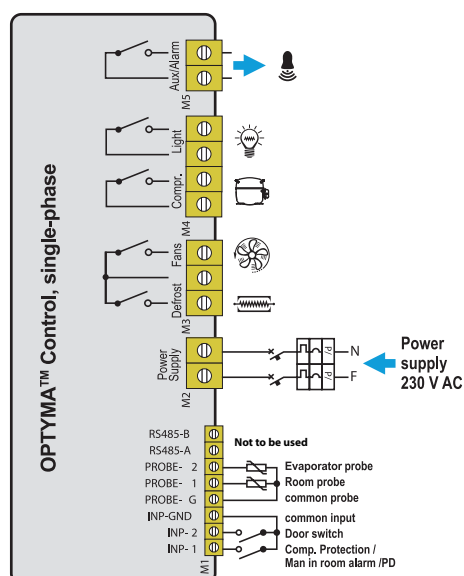 OPTYMA™ Control, single-phase
Aux/Alarm
M5
Light
Compr.
M4
Fans
Defrost
M3
Power
Supply
M2
N
F
P/
P/
Power
supply
230 V AC
RS485-B
RS485-A
Not to be used
PROBE- 2
Evaporator probe
PROBE- 1
Room probe
PROBE- G
common probe
INP-GND
common input
INP- 2
Door switch
INP- 1
Comp. Protection /
Man in room alarm /PD
M1